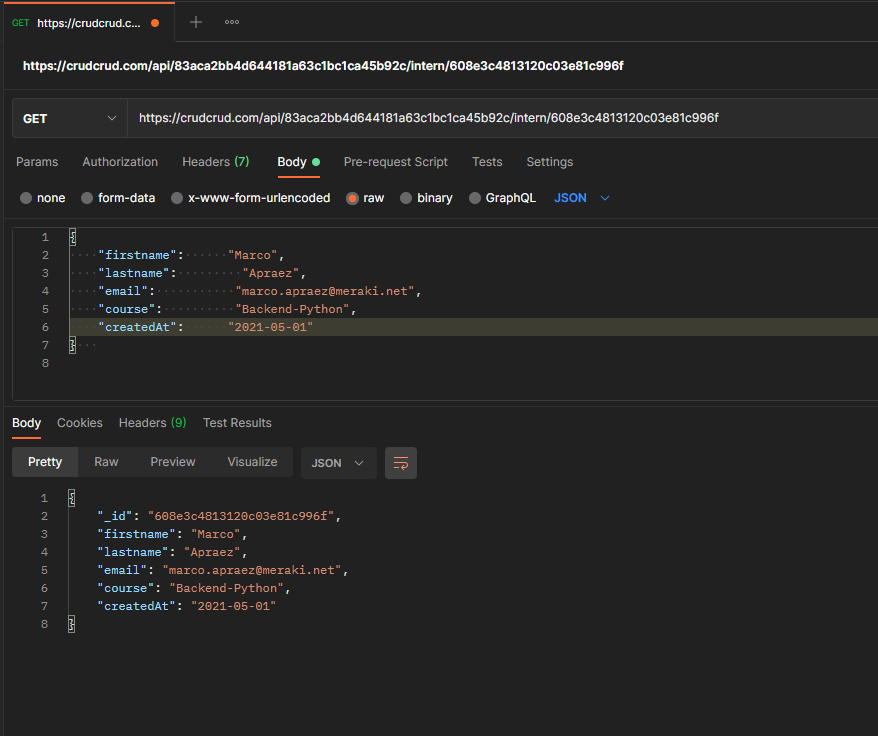 GET https://crudcrud.c...
https://crudcrud.com/api/83aca2bb4d644181a63c1bc1ca45b92c/intern/608e3c4813120c03e81c996f
GET https://crudcrud.com/api/83aca2bb4d644181a63c1bc1ca45b92c/intern/608e3c4813120c03e81c996f
Params Authorization Headers (7) Body Pre-request Script Tests Settings
none form-data x-www-form-urlencoded raw binary GraphQL JSON
1 {
2 "firstname": "Marco",
3 "lastname": "Apraez",
4 "email": "marco.apraez@meraki.net",
5 "course": "Backend-Python",
6 "createdAt": "2021-05-01"
7 }
8
Body Cookies Headers (9) Test Results
Pretty Raw Preview Visualize JSON
1 {
2 "_id": "608e3c4813120c03e81c996f",
3 "firstname": "Marco",
4 "lastname": "Apraez",
5 "email": "marco.apraez@meraki.net",
6 "course": "Backend-Python",
7 "createdAt": "2021-05-01"
8 }